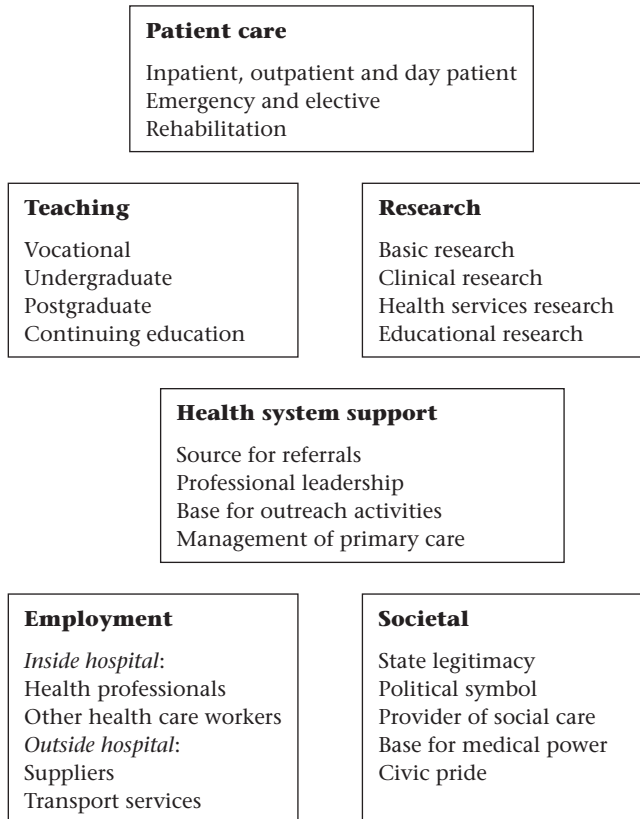 Patient care
Inpatient, outpatient and day patient
Emergency and elective
Rehabilitation
Teaching
Vocational
Undergraduate
Postgraduate
Continuing education
Research
Basic research
Clinical research
Health services research
Educational research
Health system support
Source for referrals
Professional leadership
Base for outreach activities
Management of primary care
Employment
Inside hospital:
Health professionals
Other health care workers
Outside hospital:
Suppliers
Transport services
Societal
State legitimacy
Political symbol
Provider of social care
Base for medical power
Civic pride